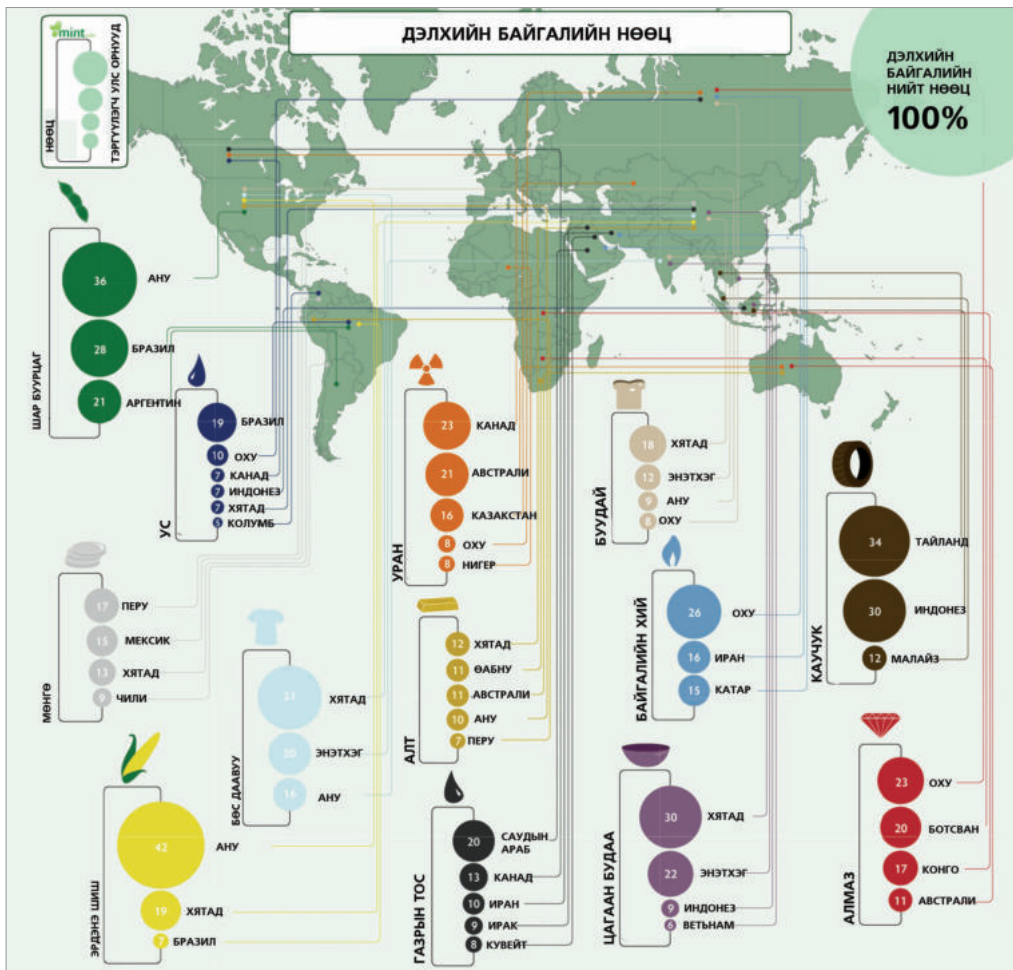 mint
НӨӨЦ
ТЭРГҮҮЛЭГЧ УЛС ОРНУУД
ДЭЛХИЙН БАЙГАЛИЙН НӨӨЦ
ДЭЛХИЙН
БАЙГАЛИЙН
НИЙТ НӨӨЦ
100%
ШАР БУУРЦАГ
36 АНУ
28 БРАЗИЛ
21 АРГЕНТИН
УС
19 БРАЗИЛ
10 ОХУ
7 КАНАД
7 ИНДОНЕЗ
7 ХЯТАД
5 КОЛУМБ
УРАН
23 КАНАД
21 АВСТРАЛИ
16 КАЗАКСТАН
8 ОХУ
8 НИГЕР
БУУДАЙ
18 ХЯТАД
12 ЭНЭТХЭГ
9 АНУ
8 ОХУ
КАУЧУК
34 ТАЙЛАНД
30 ИНДОНЕЗ
12 МАЛАЙЗ
МӨНГӨ
17 ПЕРУ
15 МЕКСИК
13 ХЯТАД
9 ЧИЛИ
БӨС ДААВУУ
31 ХЯТАД
20 ЭНЭТХЭГ
16 АНУ
АЛТ
12 ХЯТАД
11 ӨАБНУ
11 АВСТРАЛИ
10 АНУ
7 ПЕРУ
БАЙГАЛИЙН ХИЙ
26 ОХУ
16 ИРАН
15 КАТАР
ЭРДЭНЭ ШИШ
42 АНУ
19 ХЯТАД
7 БРАЗИЛ
ГАЗРЫН ТОС
20 САУДЫН
АРАБ
13 КАНАД
10 ИРАН
9 ИРАК
8 КУВЕЙТ
ЦАГААН БУДАА
30 ХЯТАД
22 ЭНЭТХЭГ
9 ИНДОНЕЗ
6 ВЕТЬНАМ
АЛМАЗ
23 ОХУ
20 БОТСВАН
17 КОНГО
11 АВСТРАЛИ